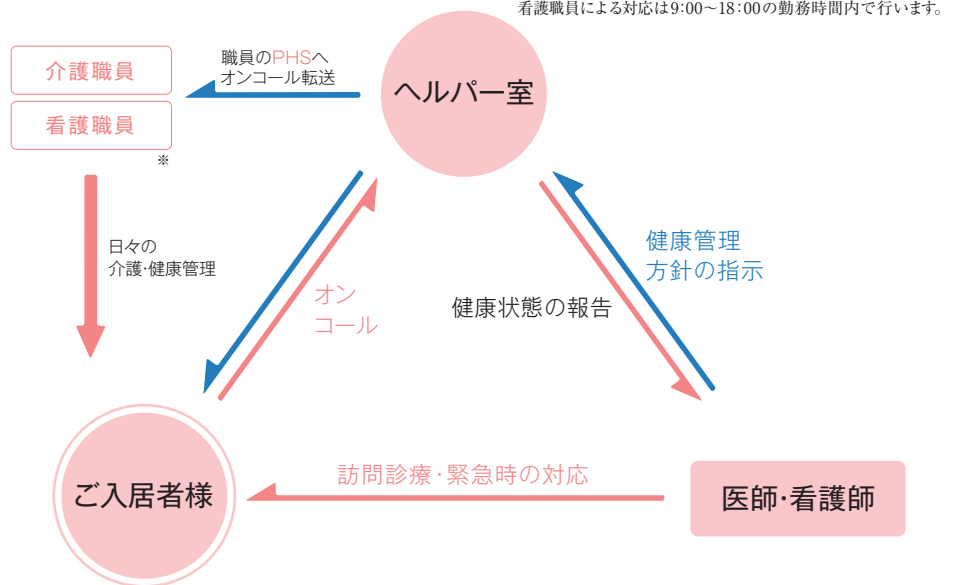 看護職員による対応は9:00〜18:00の勤務時間内で行います。
職員のPHSへ
オンコール転送
介護職員
看護職員
※
ヘルパー室
日々の
介護・健康管理
オン
コール
健康管理
方針の指示
健康状態の報告
訪問診療・緊急時の対応
ご入居者様
医師・看護師